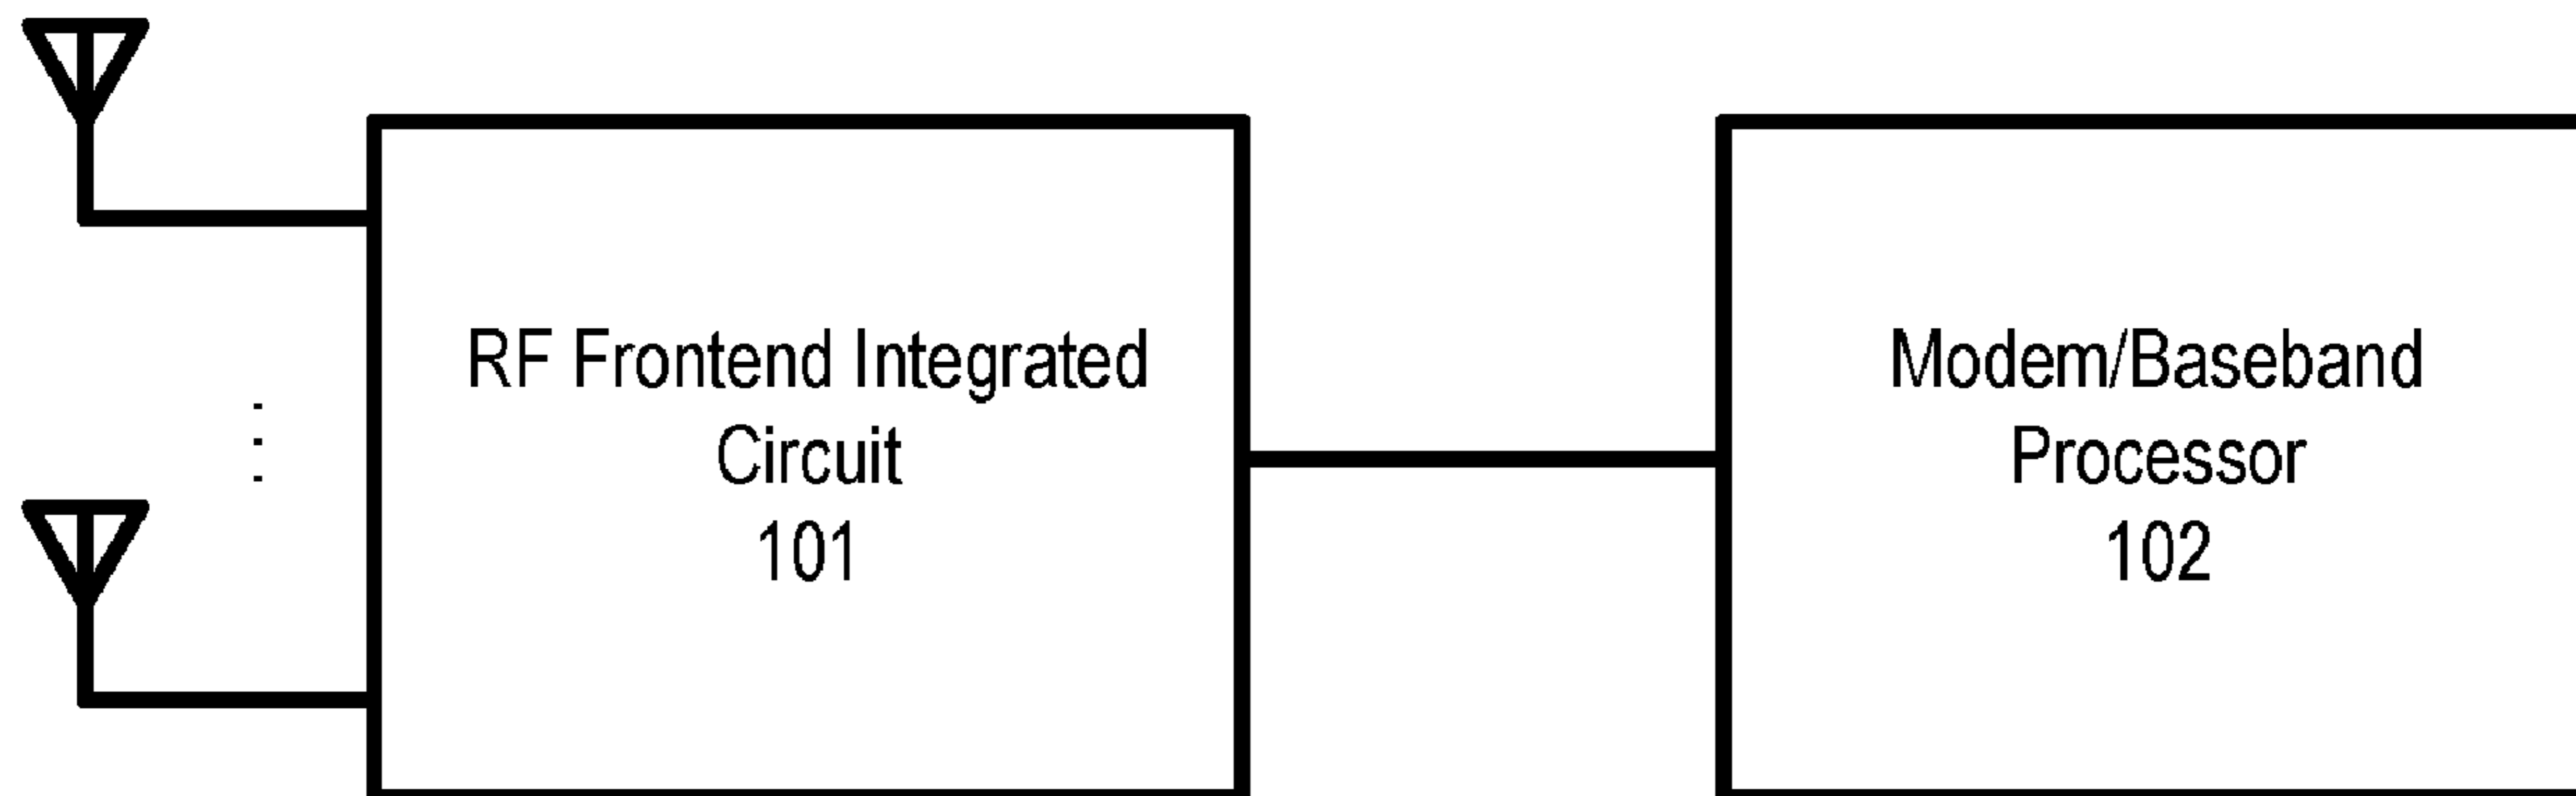 RF Frontend Integrated
Circuit
101
Modem/Baseband
Processor
102